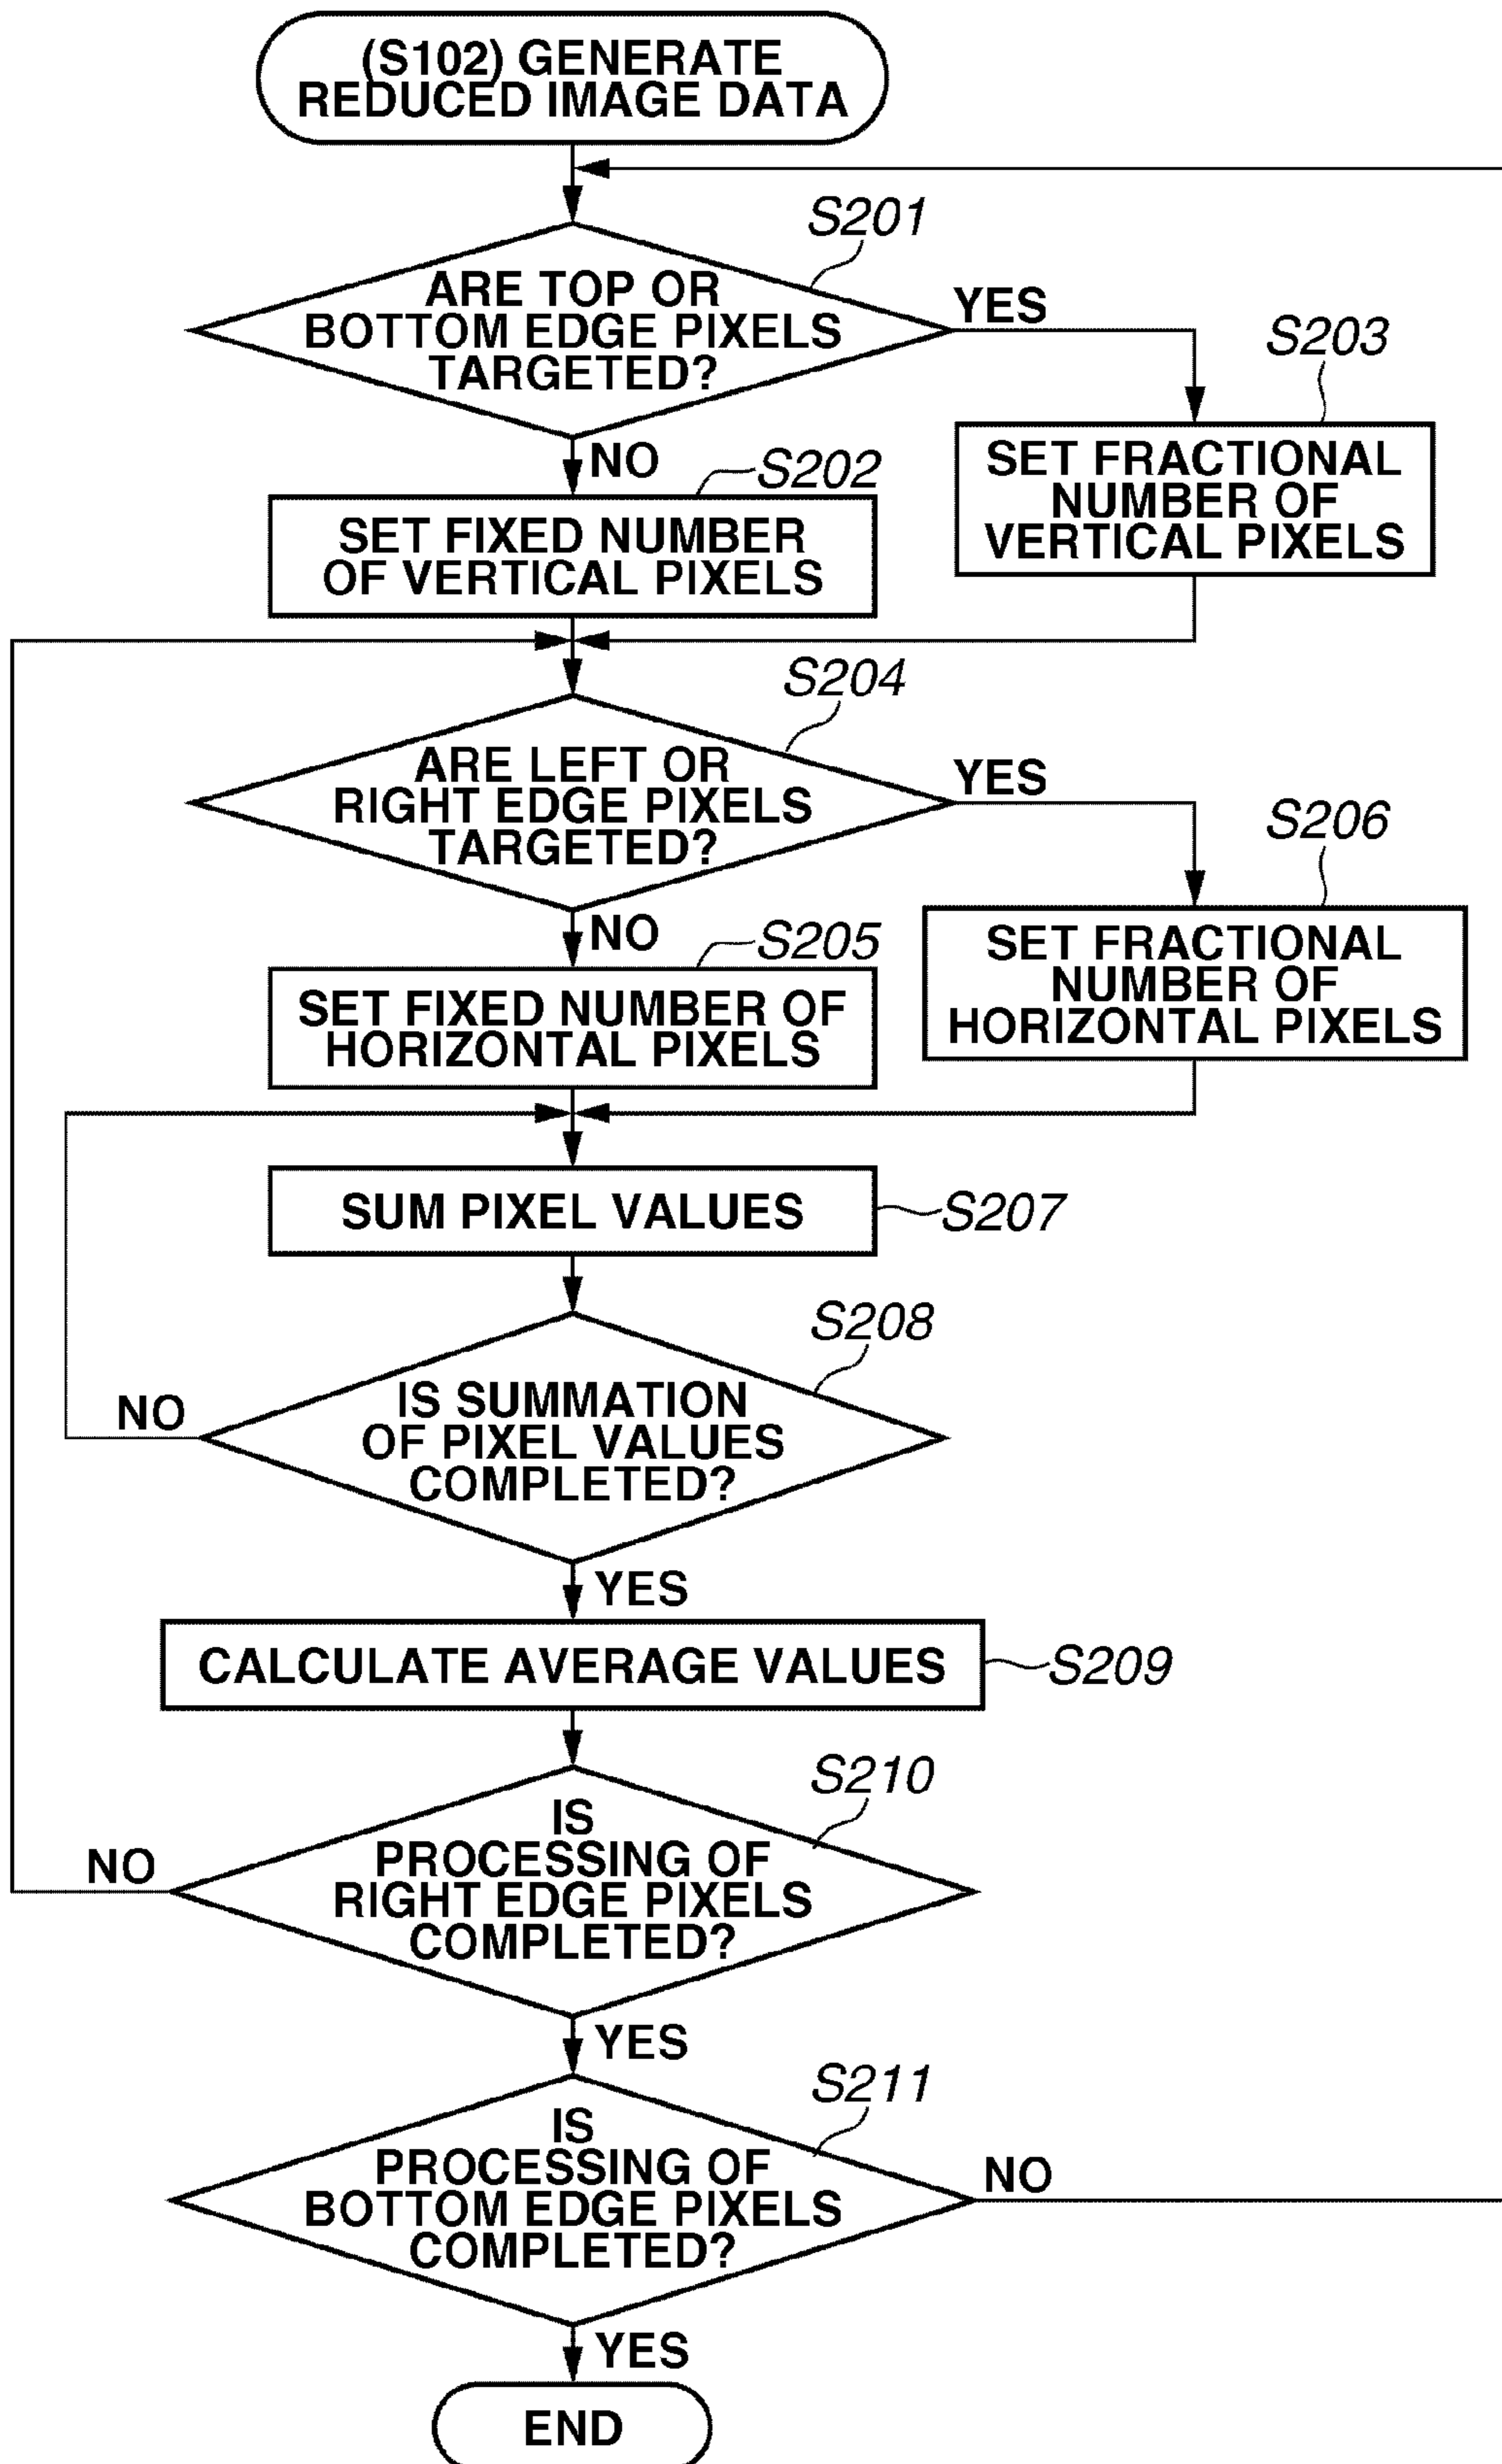 (S102) GENERATE
REDUCED IMAGE DATA
S201
ARE TOP OR
BOTTOM EDGE PIXELS
TARGETED?
YES
S203
SET FRACTIONAL
NUMBER OF
VERTICAL PIXELS
NO
S202
SET FIXED NUMBER
OF VERTICAL PIXELS
S204
ARE LEFT OR
RIGHT EDGE PIXELS
TARGETED?
YES
S206
SET FRACTIONAL
NUMBER OF
HORIZONTAL PIXELS
NO
S205
SET FIXED NUMBER OF
HORIZONTAL PIXELS
SUM PIXEL VALUES
S207
S208
IS SUMMATION
OF PIXEL VALUES
COMPLETED?
NO
YES
CALCULATE AVERAGE VALUES
S209
S210
IS
PROCESSING OF
RIGHT EDGE PIXELS
COMPLETED?
NO
YES
S211
IS
PROCESSING OF
BOTTOM EDGE PIXELS
COMPLETED?
NO
YES
END